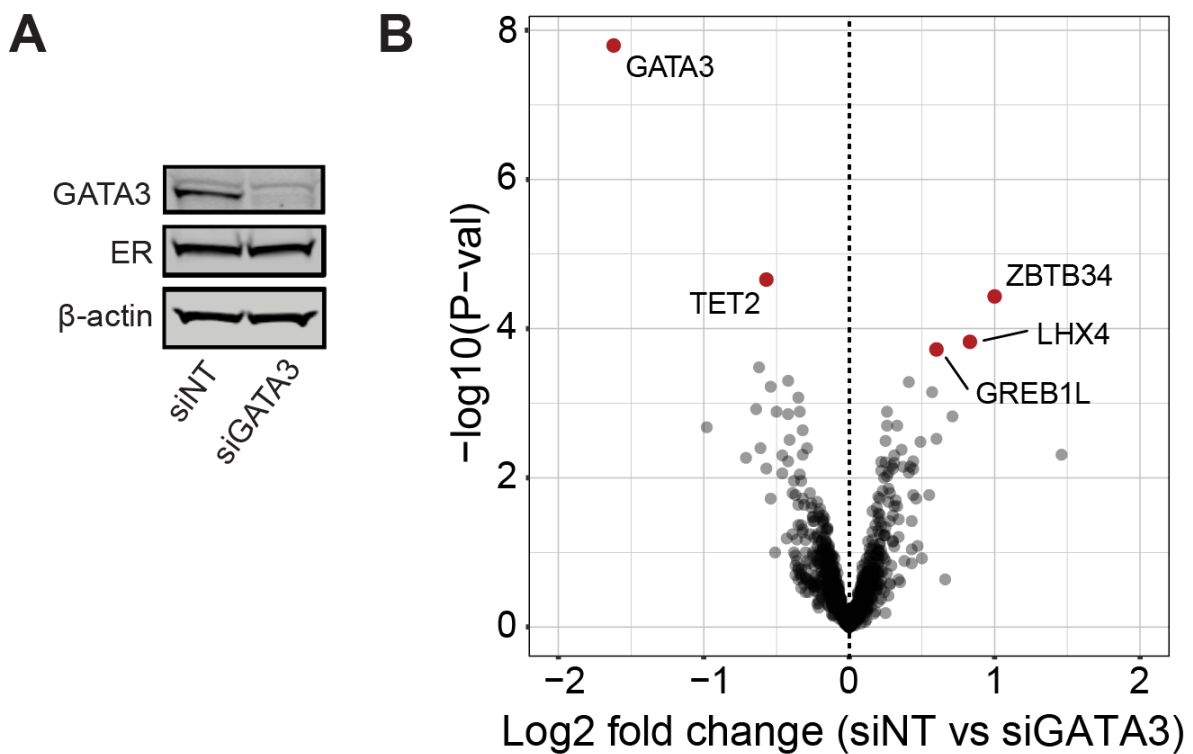 A
GATA3
ER
β-actin
siNT
siGATA3
B
8
6
4
2
0
−log10(P−val)
GATA3
TET2
ZBTB34
LHX4
GREB1L
−2
−1
0
1
2
Log2 fold change (siNT vs siGATA3)